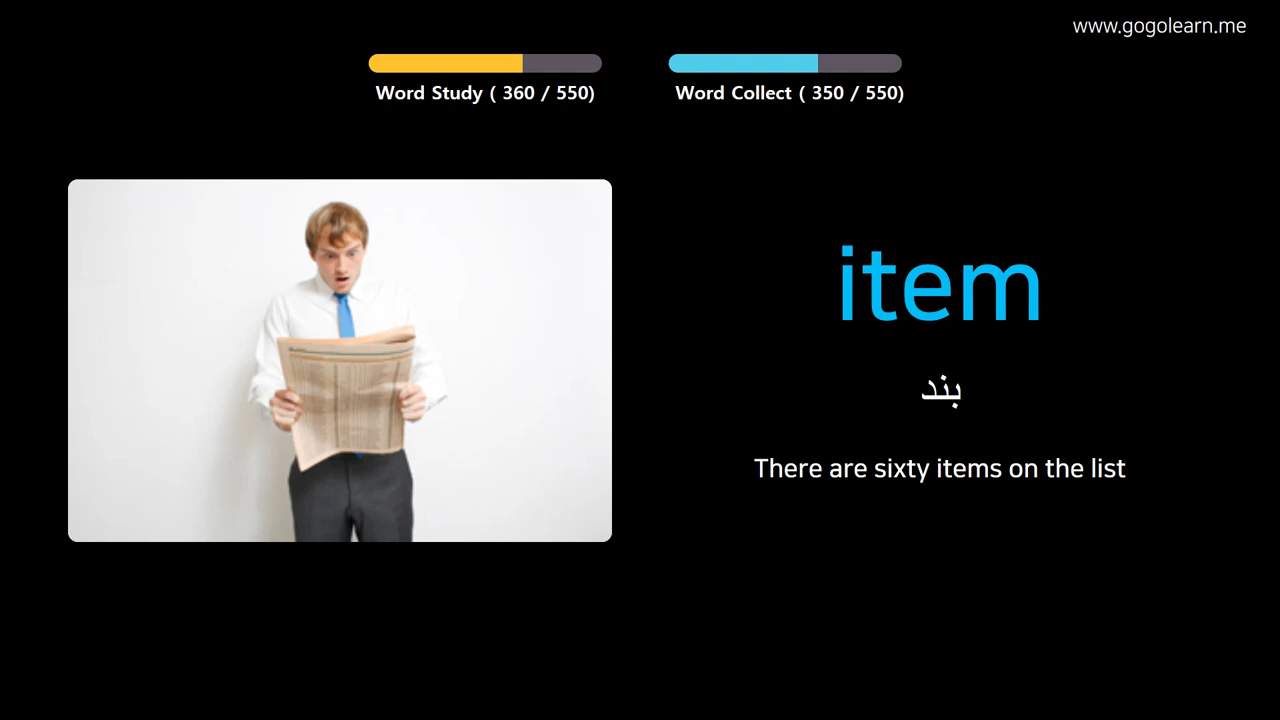 www.gogolearn.me
Word Study ( 360 / 550)
Word Collect ( 350 / 550)
item
بند
There are sixty items on the list